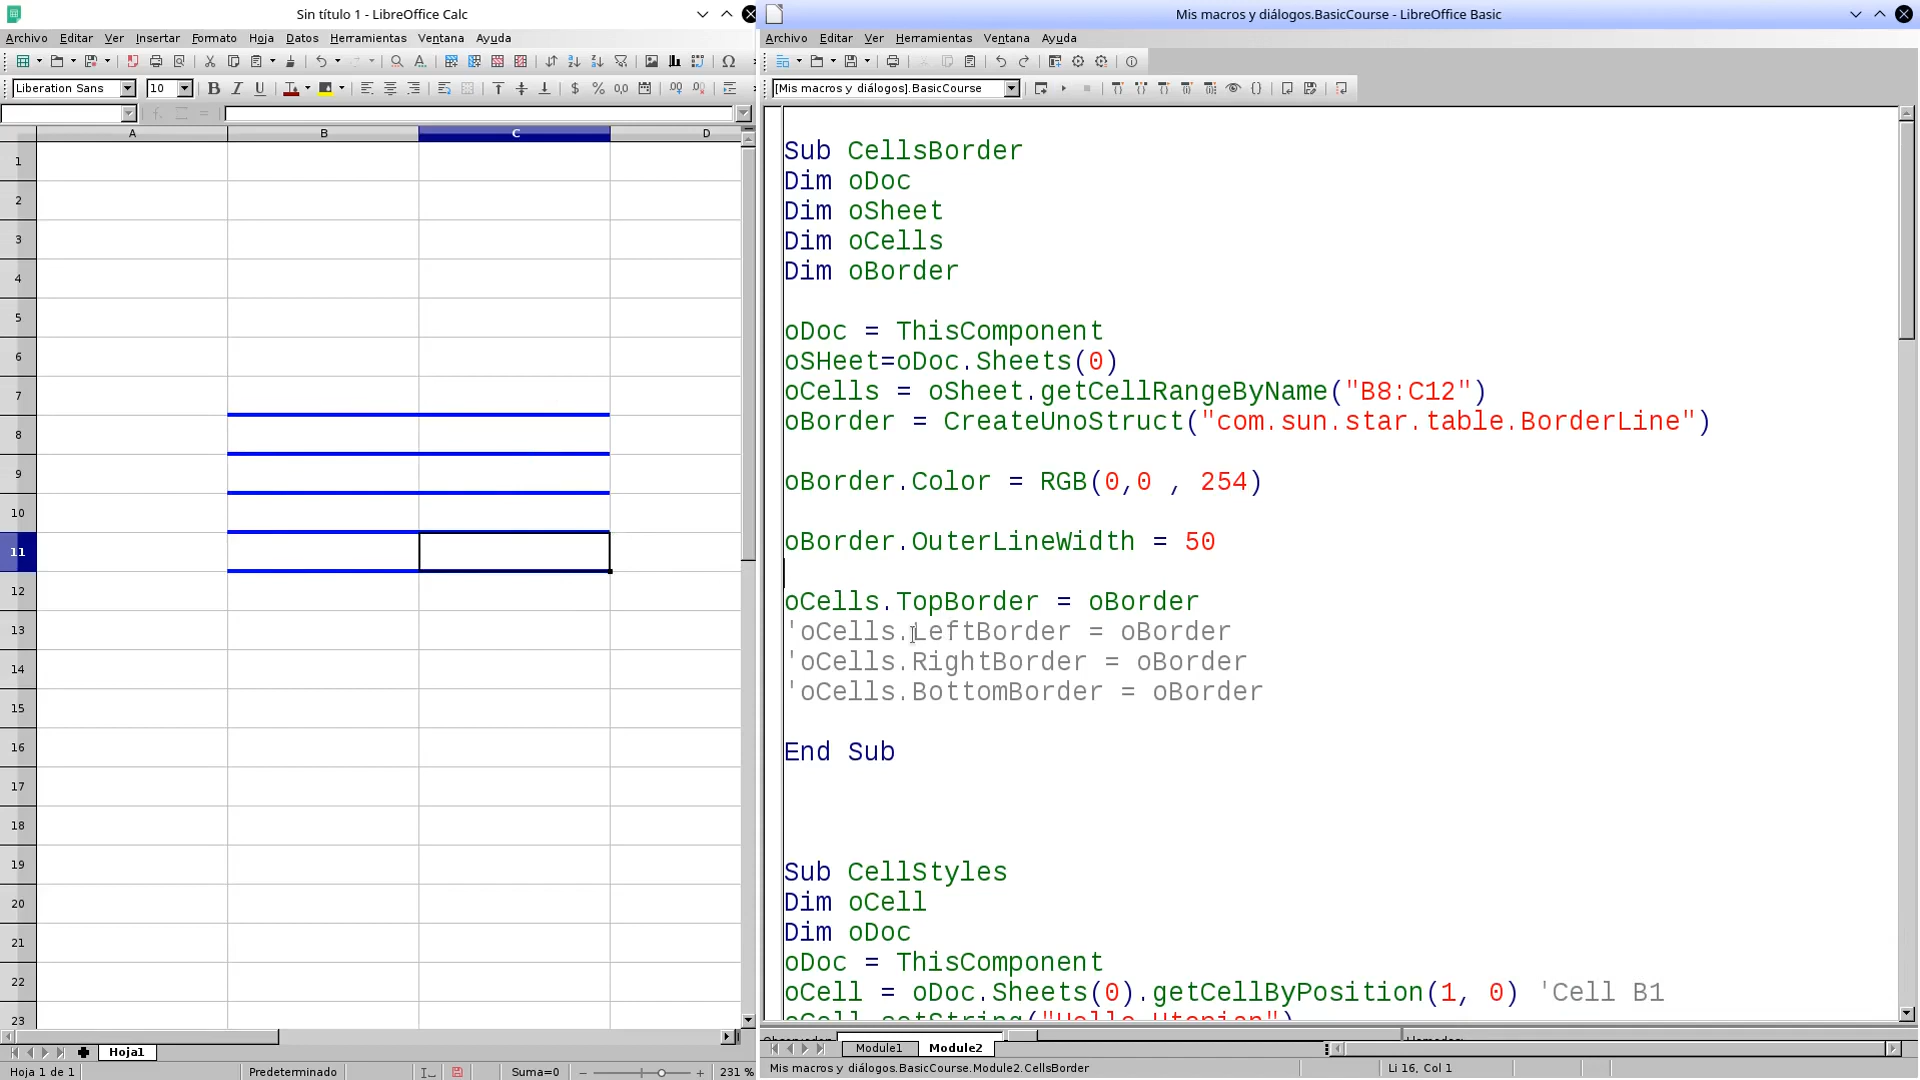 Sin título 1 - LibreOffice Calc
Archivo Editar Ver Insertar Formato Hoja Datos Herramientas Ventana Ayuda
Liberation Sans 10
A B C D
1
2
3
4
5
6
7
8
9
10
11
12
13
14
15
16
17
18
19
20
21
22
23
Hoja1
Hoja 1 de 1 Predeterminado Suma=0 231 %
Mis macros y diálogos.BasicCourse - LibreOffice Basic
Archivo Editar Ver Herramientas Ventana Ayuda
[Mis macros y diálogos].BasicCourse
Sub CellsBorder
Dim oDoc
Dim oSheet
Dim oCells
Dim oBorder
oDoc = ThisComponent
oSHeet=oDoc.Sheets(0)
oCells = oSheet.getCellRangeByName("B8:C12")
oBorder = CreateUnoStruct("com.sun.star.table.BorderLine")
oBorder.Color = RGB(0,0 , 254)
oBorder.OuterLineWidth = 50
oCells.TopBorder = oBorder
'oCells.LeftBorder = oBorder
'oCells.RightBorder = oBorder
'oCells.BottomBorder = oBorder
End Sub
Sub CellStyles
Dim oCell
Dim oDoc
oDoc = ThisComponent
oCell = oDoc.Sheets(0).getCellByPosition(1, 0) 'Cell B1
oCell.setString("Hello Utopian")
Module1 Module2
Mis macros y diálogos.BasicCourse.Module2.CellsBorder Li 16, Col 1